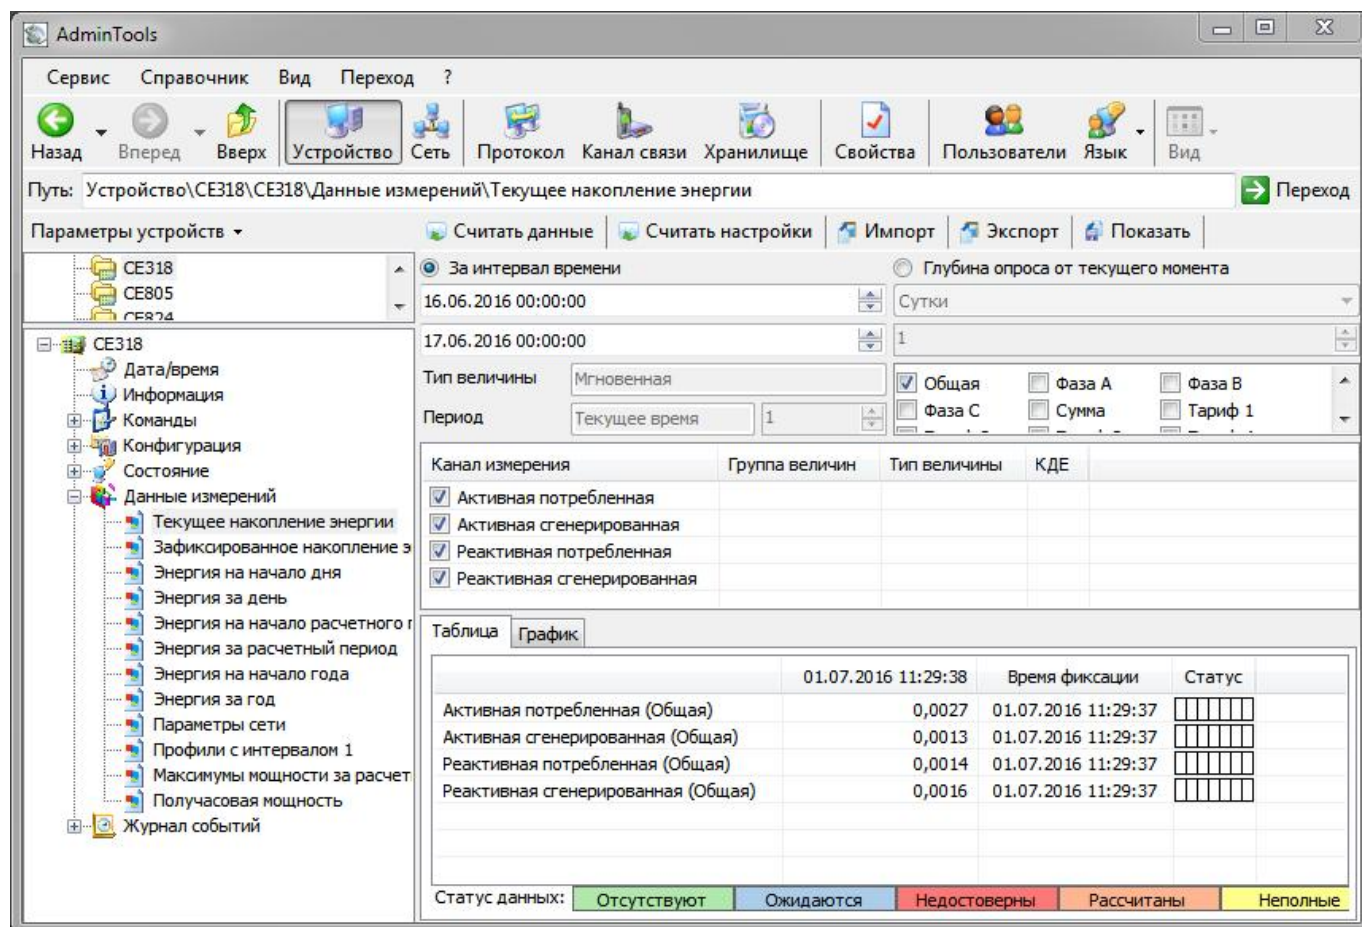 AdminTools
Сервис Справочник Вид Переход ?
Назад Вперед Вверх Устройство Сеть Протокол Канал связи Хранилище Свойства Пользователи Язык Вид
Путь: Устройство\CE318\CE318\Данные измерений\Текущее накопление энергии Переход
Параметры устройств Считать данные Считать настройки Импорт Экспорт Показать
CE318
CE805
CE824
За интервал времени Глубина опроса от текущего момента
16.06.2016 00:00:00 Сутки
17.06.2016 00:00:00 1
Тип величины Мгновенная
Период Текущее время 1
Общая Фаза A Фаза B
Фаза C Сумма Тариф 1
CE318
Дата/время
Информация
Команды
Конфигурация
Состояние
Данные измерений
Текущее накопление энергии
Зафиксированное накопление э
Энергия на начало дня
Энергия за день
Энергия на начало расчетного г
Энергия за расчетный период
Энергия на начало года
Энергия за год
Параметры сети
Профили с интервалом 1
Максимумы мощности за расчет
Получасовая мощность
Журнал событий
Канал измерения Группа величин Тип величины КДЕ
Активная потребленная
Активная сгенерированная
Реактивная потребленная
Реактивная сгенерированная
Таблица График
01.07.2016 11:29:38 Время фиксации Статус
Активная потребленная (Общая) 0,0027 01.07.2016 11:29:37
Активная сгенерированная (Общая) 0,0013 01.07.2016 11:29:37
Реактивная потребленная (Общая) 0,0014 01.07.2016 11:29:37
Реактивная сгенерированная (Общая) 0,0016 01.07.2016 11:29:37
Статус данных: Отсутствуют Ожидаются Недостоверны Рассчитаны Неполные